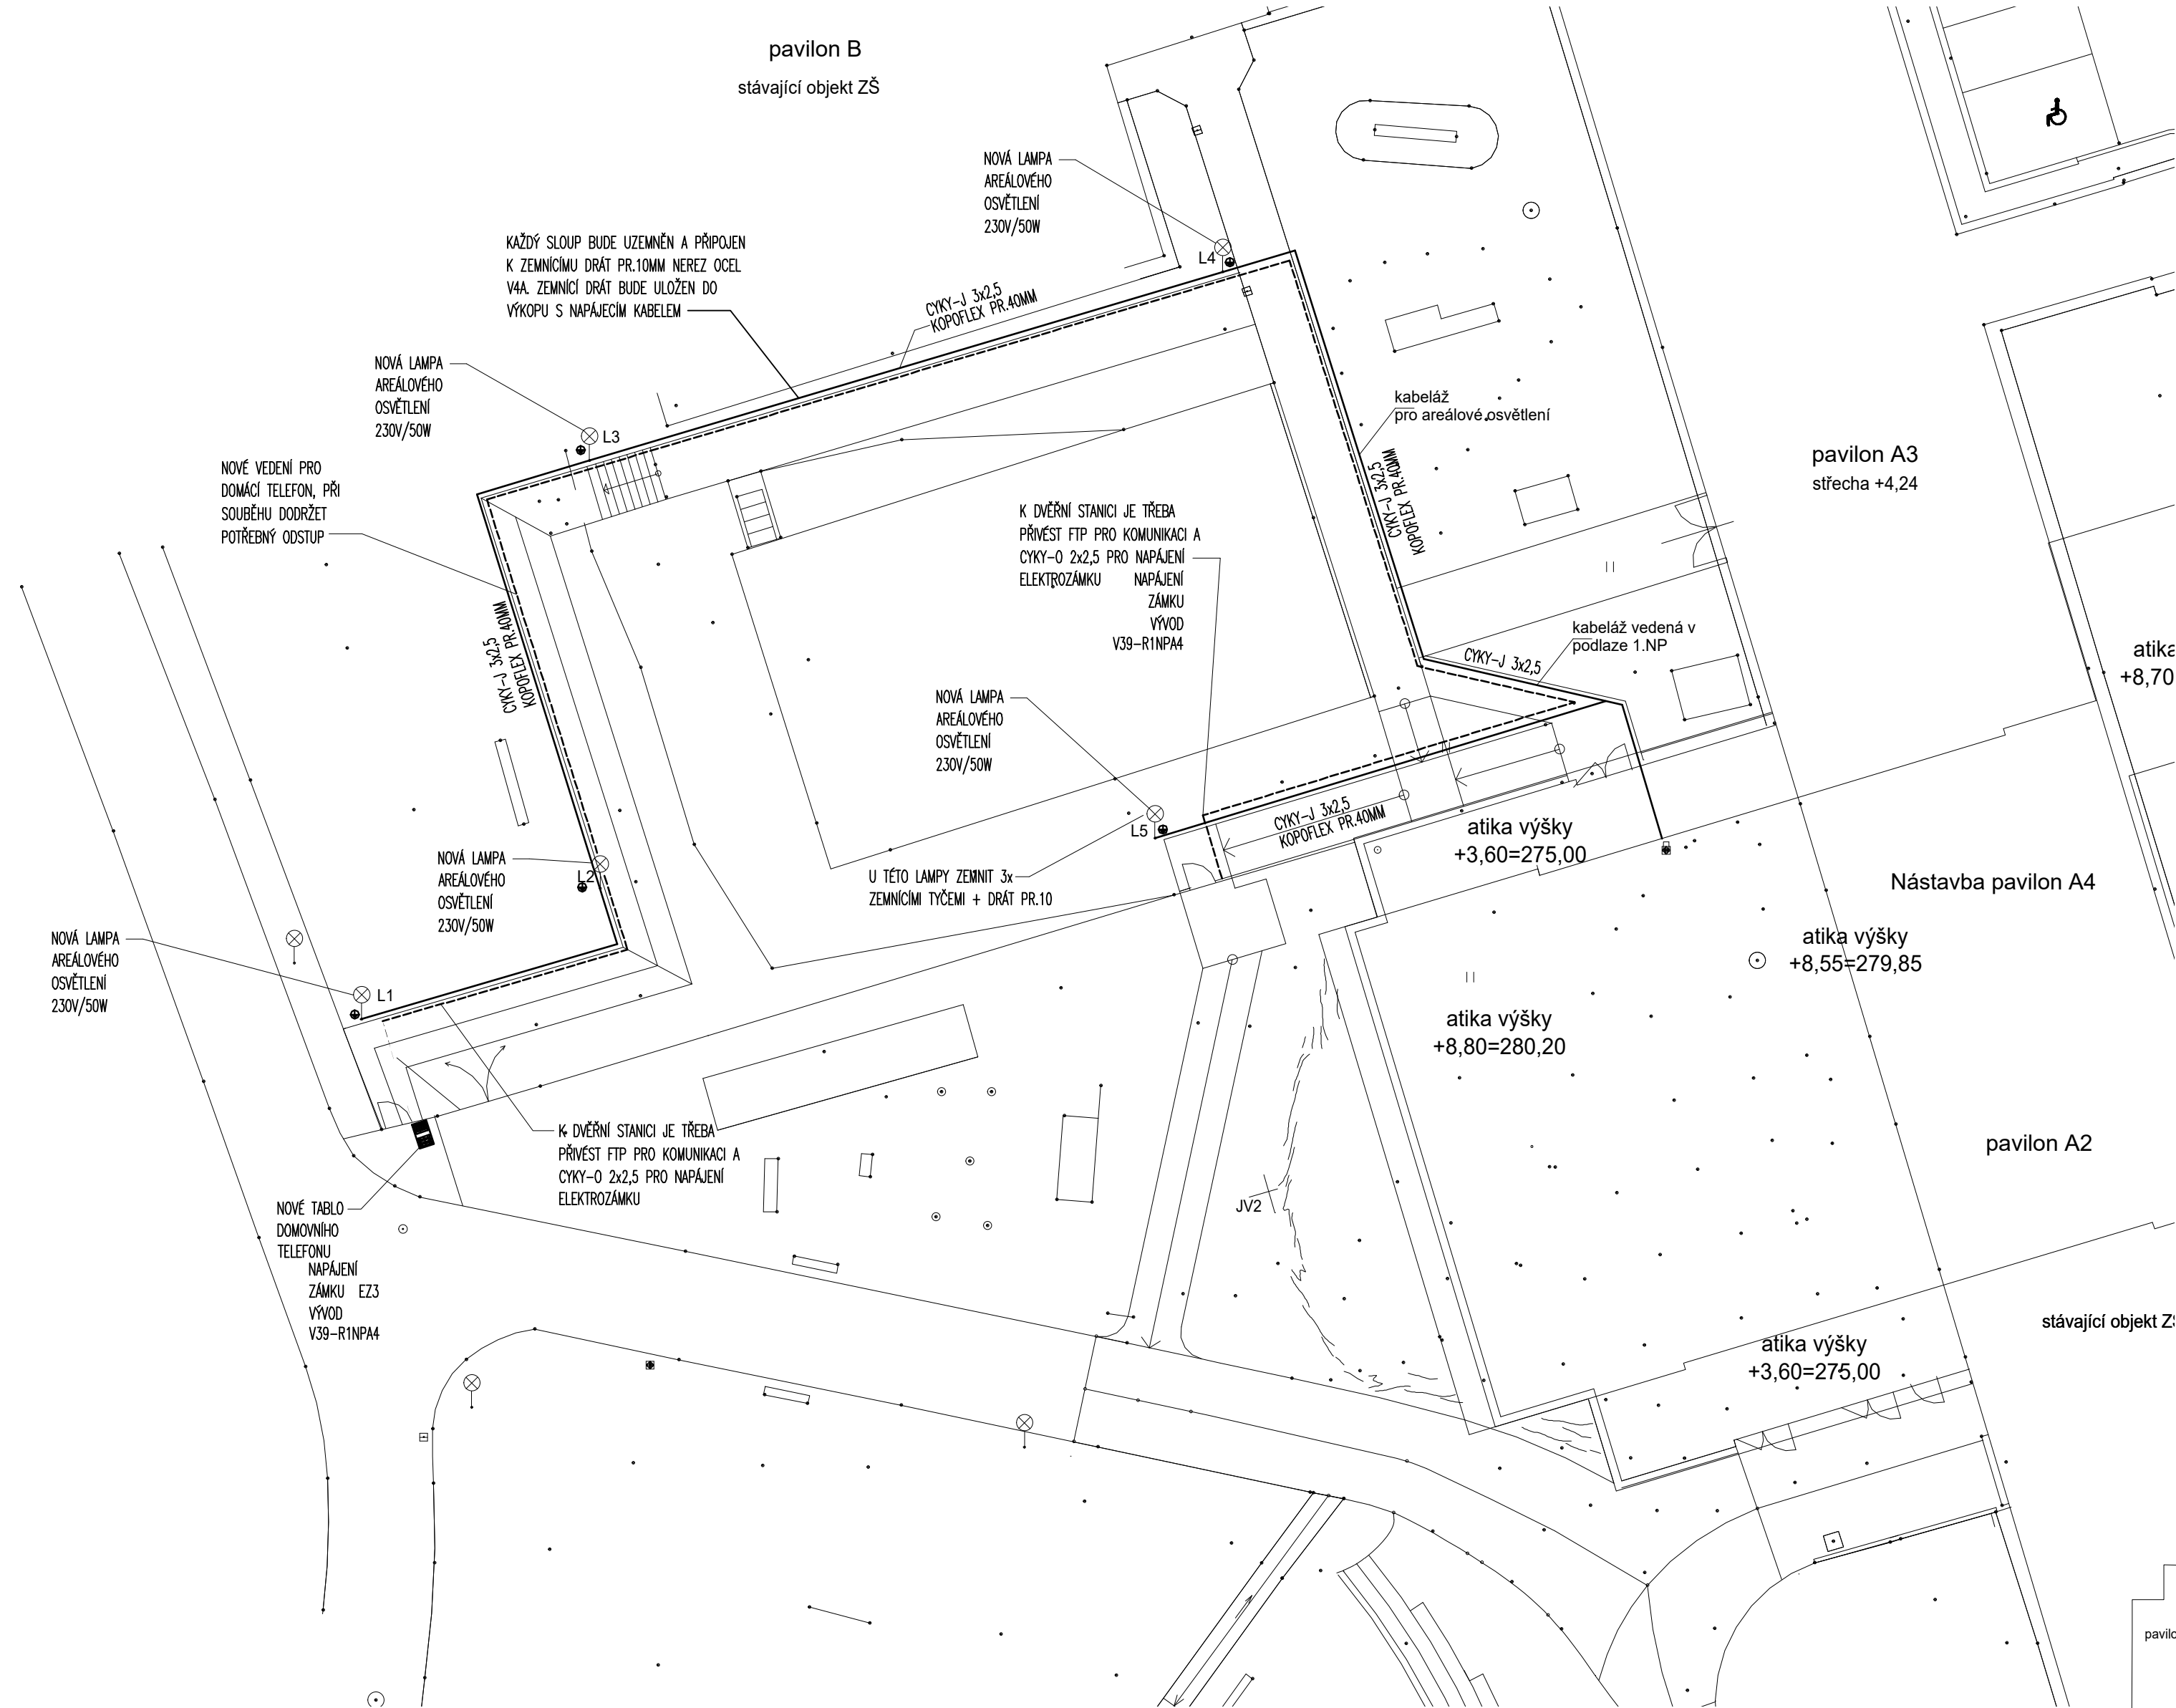 pavilon B
stávající objekt ZŠ
NOVÁ LAMPA
AREÁLOVÉHO
OSVĚTLENÍ
230V/50W
L4
KAŽDÝ SLOUP BUDE UZEMNĚN A PŘIPOJEN
K ZEMNÍCÍMU DRÁT PR.10MM NEREZ OCEL
V4A. ZEMNÍCÍ DRÁT BUDE ULOŽEN DO
VÝKOPU S NAPÁJECÍM KABELEM
CYKY-J 3x2,5
KOPOFLEX PR.40MM
NOVÁ LAMPA
AREÁLOVÉHO
OSVĚTLENÍ
230V/50W
L3
kabeláž
pro areálové osvětlení
CYKY-J 3x2,5
KOPOFLEX PR.40MM
pavilon A3
střecha +4,24
NOVÉ VEDENÍ PRO
DOMÁCÍ TELEFON, PŘI
SOUBĚHU DODRŽET
POTŘEBNÝ ODSTUP
K DVĚŘNÍ STANICI JE TŘEBA
PŘIVÉST FTP PRO KOMUNIKACI A
CYKY-O 2x2,5 PRO NAPÁJENÍ
ELEKTROZÁMKU NAPÁJENÍ
ZÁMKU
VÝVOD
V39-R1NPA4
CYKY-J 3x2,5
KOPOFLEX PR.40MM
kabeláž vedená v
podlaze 1.NP
CYKY-J 3x2,5
atika
+8,70
NOVÁ LAMPA
AREÁLOVÉHO
OSVĚTLENÍ
230V/50W
L5
CYKY-J 3x2,5
KOPOFLEX PR.40MM
atika výšky
+3,60=275,00
NOVÁ LAMPA
AREÁLOVÉHO
OSVĚTLENÍ
230V/50W
L2
U TÉTO LAMPY ZEMNIT 3x
ZEMNÍCÍMI TYČEMI + DRÁT PR.10
Nástavba pavilon A4
atika výšky
+8,55=279,85
NOVÁ LAMPA
AREÁLOVÉHO
OSVĚTLENÍ
230V/50W
L1
atika výšky
+8,80=280,20
K DVĚŘNÍ STANICI JE TŘEBA
PŘIVÉST FTP PRO KOMUNIKACI A
CYKY-O 2x2,5 PRO NAPÁJENÍ
ELEKTROZÁMKU
pavilon A2
JV2
NOVÉ TABLO
DOMOVNÍHO
TELEFONU
NAPÁJENÍ
ZÁMKU EZ3
VÝVOD
V39-R1NPA4
stávající objekt ZŠ
atika výšky
+3,60=275,00
pavilo